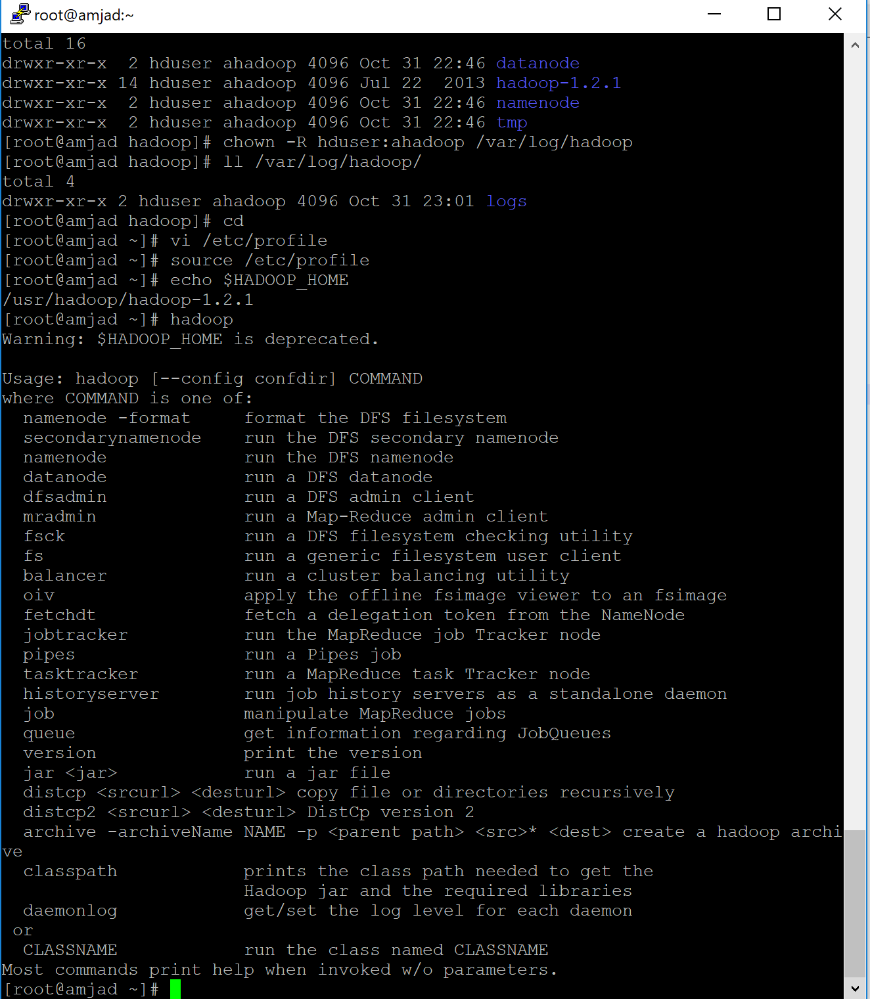 root@amjad:~
total 16
drwxr-xr-x  2 hduser ahadoop 4096 Oct 31 22:46 datanode
drwxr-xr-x 14 hduser ahadoop 4096 Jul 22  2013 hadoop-1.2.1
drwxr-xr-x  2 hduser ahadoop 4096 Oct 31 22:46 namenode
drwxr-xr-x  2 hduser ahadoop 4096 Oct 31 22:46 tmp
[root@amjad hadoop]# chown -R hduser:ahadoop /var/log/hadoop
[root@amjad hadoop]# ll /var/log/hadoop/
total 4
drwxr-xr-x 2 hduser ahadoop 4096 Oct 31 23:01 logs
[root@amjad hadoop]# cd
[root@amjad ~]# vi /etc/profile
[root@amjad ~]# source /etc/profile
[root@amjad ~]# echo $HADOOP_HOME
/usr/hadoop/hadoop-1.2.1
[root@amjad ~]# hadoop
Warning: $HADOOP_HOME is deprecated.

Usage: hadoop [--config confdir] COMMAND
where COMMAND is one of:
  namenode -format     format the DFS filesystem
  secondarynamenode    run the DFS secondary namenode
  namenode             run the DFS namenode
  datanode             run a DFS datanode
  dfsadmin             run a DFS admin client
  mradmin              run a Map-Reduce admin client
  fsck                 run a DFS filesystem checking utility
  fs                   run a generic filesystem user client
  balancer             run a cluster balancing utility
  oiv                  apply the offline fsimage viewer to an fsimage
  fetchdt              fetch a delegation token from the NameNode
  jobtracker           run the MapReduce job Tracker node
  pipes                run a Pipes job
  tasktracker          run a MapReduce task Tracker node
  historyserver        run job history servers as a standalone daemon
  job                  manipulate MapReduce jobs
  queue                get information regarding JobQueues
  version              print the version
  jar <jar>            run a jar file
  distcp <srcurl> <desturl> copy file or directories recursively
  distcp2 <srcurl> <desturl> DistCp version 2
  archive -archiveName NAME -p <parent path> <src>* <dest> create a hadoop archi
ve
  classpath            prints the class path needed to get the
                       Hadoop jar and the required libraries
  daemonlog            get/set the log level for each daemon
 or
  CLASSNAME            run the class named CLASSNAME
Most commands print help when invoked w/o parameters.
[root@amjad ~]#